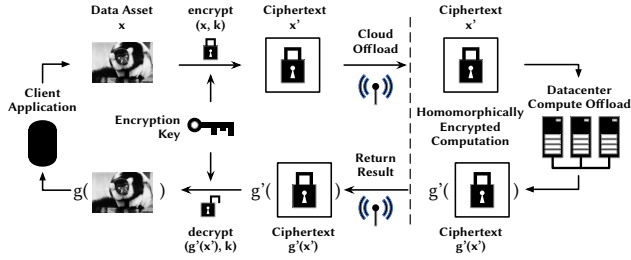 Data Asset
x
encrypt
(x, k)
Ciphertext
x'
Cloud
Offload
Ciphertext
x'
Client
Application
Encryption
Key
Homomorphically
Encrypted
Computation
Datacenter
Compute Offload
Return
Result
g(
)
decrypt
(g'(x'), k)
g'(
)
Ciphertext
g'(x')
g'(
)
Ciphertext
g'(x')